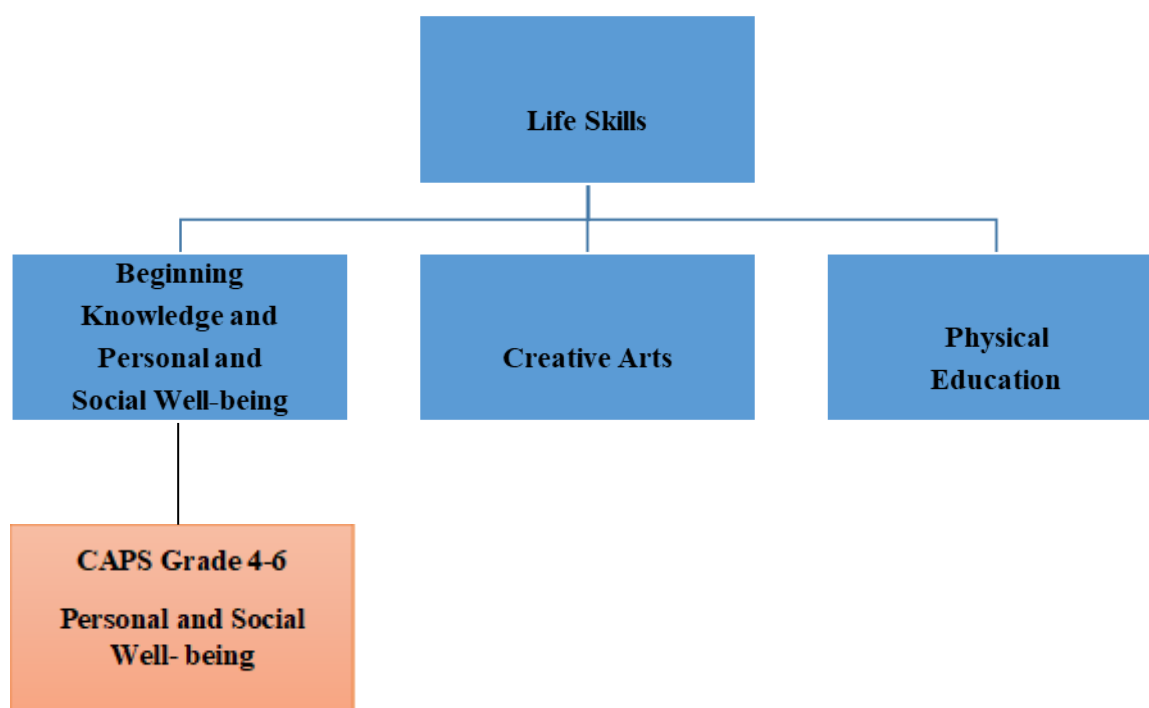 Life Skills
Beginning
Knowledge and
Personal and
Social Well-being
Creative Arts
Physical
Education
CAPS Grade 4-6
Personal and Social
Well- being